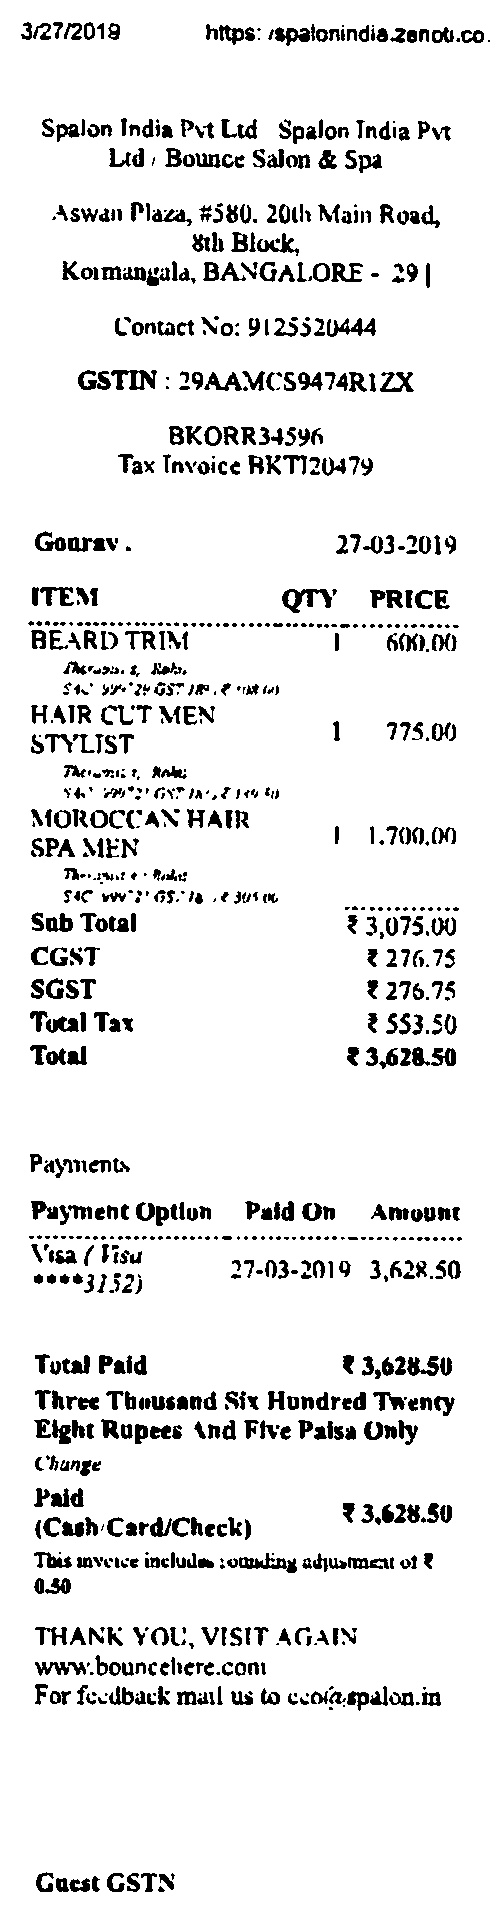 3/27/2019 https: /spalonindia.zenoti.co.
Spalon India Pvt Ltd Spalon India Pvt
Ltd / Bounce Salon & Spa
Aswan Plaza, #580. 20th Main Road,
8th Block,
Kormangala, BANGALORE - 29 |
Contact No: 9125520444
GSTIN : 29AAMCS9474R1ZX
BKORR34596
Tax Invoice BKTI20479
Gourav . 27-03-2019
ITEM QTY PRICE
BEARD TRIM 1 600.00
GST
HAIR CUT MEN
STYLIST 1 775.00
GST
MOROCCAN HAIR
SPA MEN 1 1,700.00
Sub Total ₹ 3,075.00
CGST ₹ 276.75
SGST ₹ 276.75
Total Tax ₹ 553.50
Total ₹ 3,628.50
Payments
Payment Option Paid On Amount
Visa ( Visa
****3152) 27-03-2019 3,628.50
Total Paid ₹ 3,628.50
Three Thousand Six Hundred Twenty
Eight Rupees And Five Paisa Only
Change
Paid
(Cash/Card/Check) ₹ 3,628.50
This invoice includes rounding adjustment of ₹
0.50
THANK YOU, VISIT AGAIN
www.bouncehere.com
For feedback mail us to ceo@spalon.in
Guest GSTN